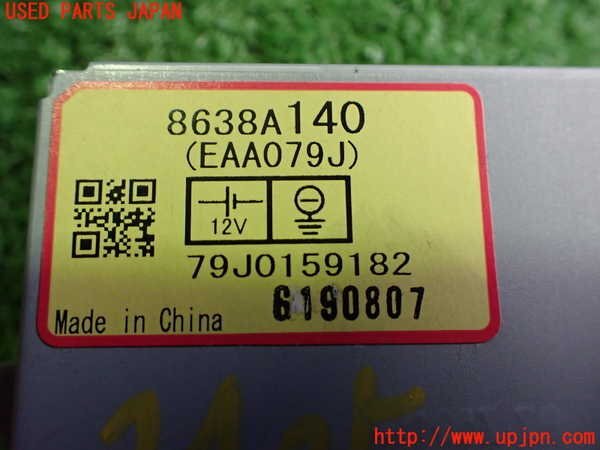 USED PARTS JAPAN
8638A140
(EAA079J)
12V
79J0159182
6190807
Made in China
http://www.upjpn.com/